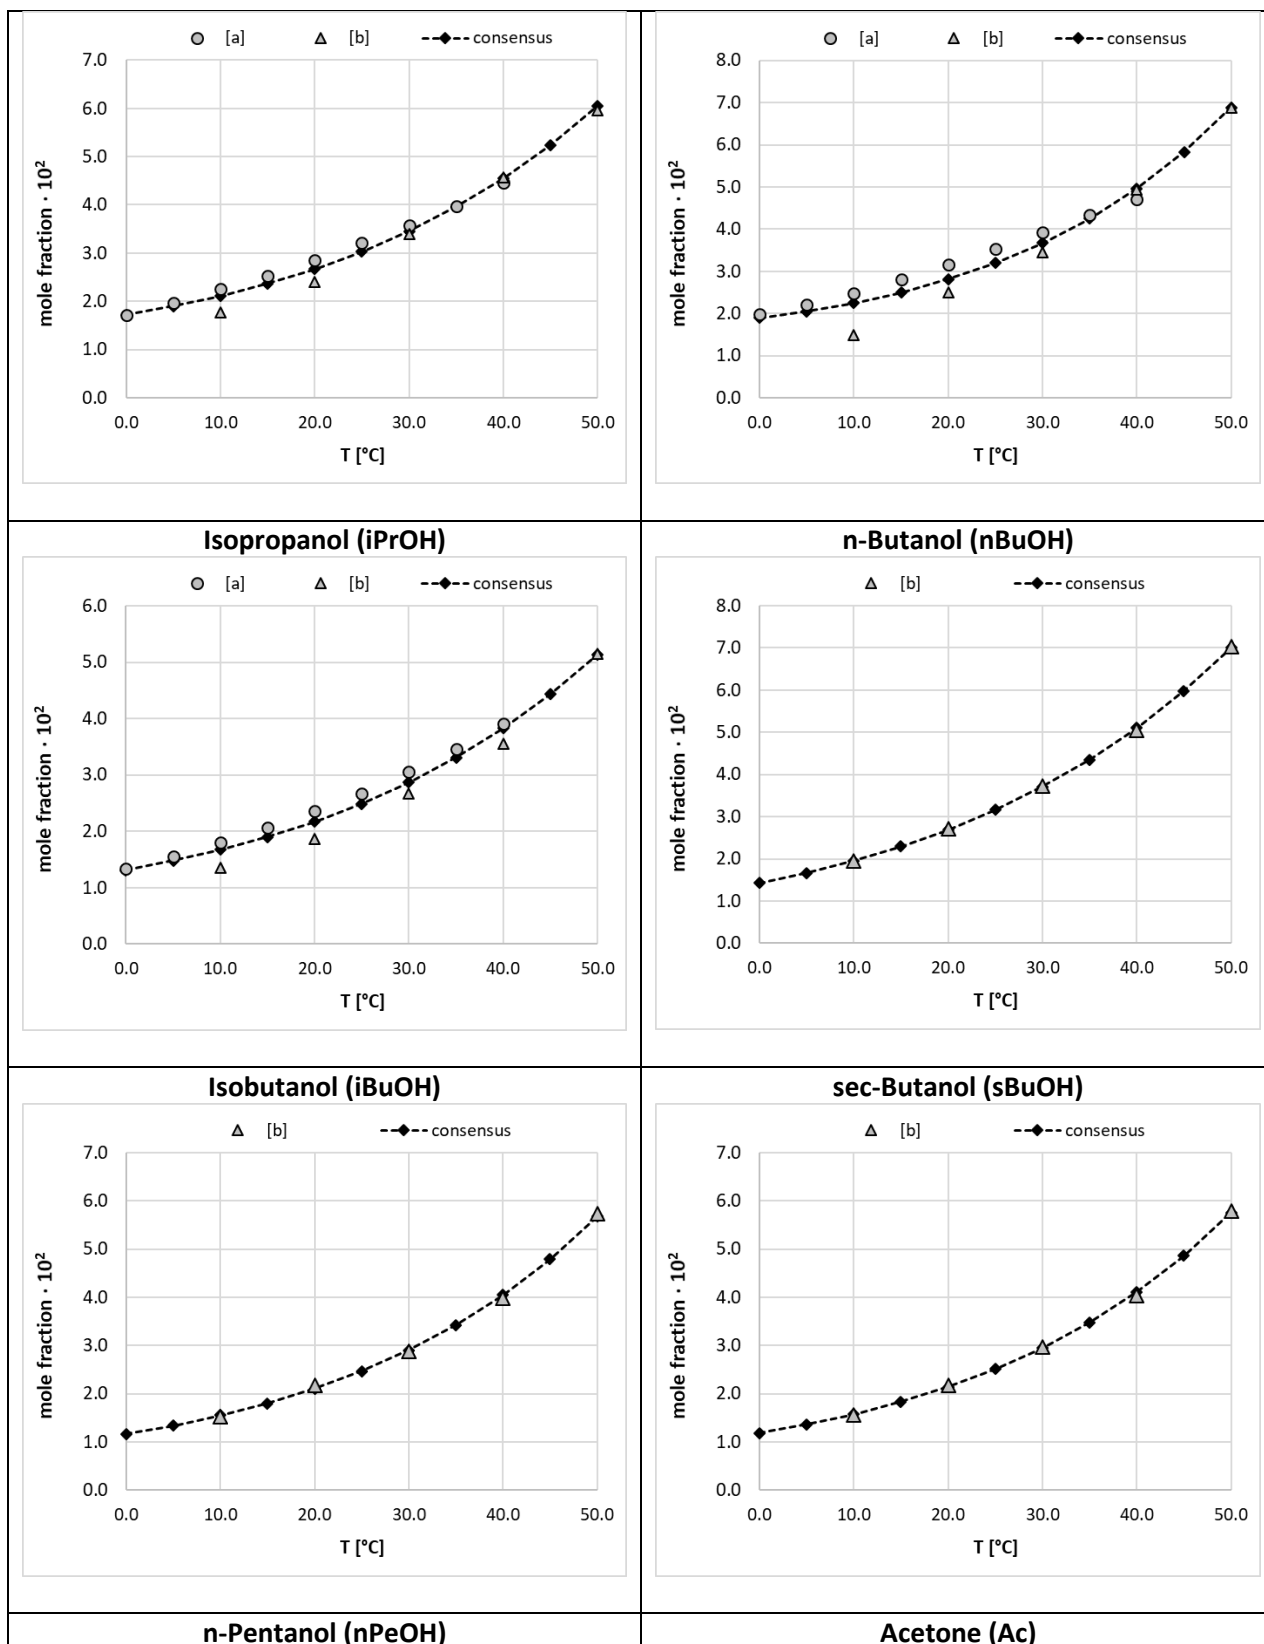 [a] [b] consensus
7.0
6.0
5.0
4.0
3.0
2.0
1.0
0.0
mole fraction · 10²
0.0 10.0 20.0 30.0 40.0 50.0
T [°C]
[a] [b] consensus
8.0
7.0
6.0
5.0
4.0
3.0
2.0
1.0
0.0
mole fraction · 10²
0.0 10.0 20.0 30.0 40.0 50.0
T [°C]
Isopropanol (iPrOH)
n-Butanol (nBuOH)
[a] [b] consensus
6.0
5.0
4.0
3.0
2.0
1.0
0.0
mole fraction · 10²
0.0 10.0 20.0 30.0 40.0 50.0
T [°C]
[b] consensus
8.0
7.0
6.0
5.0
4.0
3.0
2.0
1.0
0.0
mole fraction · 10²
0.0 10.0 20.0 30.0 40.0 50.0
T [°C]
Isobutanol (iBuOH)
sec-Butanol (sBuOH)
[b] consensus
7.0
6.0
5.0
4.0
3.0
2.0
1.0
0.0
mole fraction · 10²
0.0 10.0 20.0 30.0 40.0 50.0
T [°C]
[b] consensus
7.0
6.0
5.0
4.0
3.0
2.0
1.0
0.0
mole fraction · 10²
0.0 10.0 20.0 30.0 40.0 50.0
T [°C]
n-Pentanol (nPeOH)
Acetone (Ac)